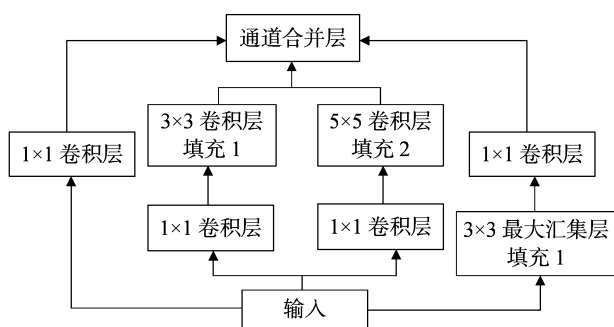 通道合并层
3×3 卷积层
填充 1
5×5 卷积层
填充 2
1×1 卷积层
1×1 卷积层
1×1 卷积层
1×1 卷积层
3×3 最大汇集层
填充 1
输入